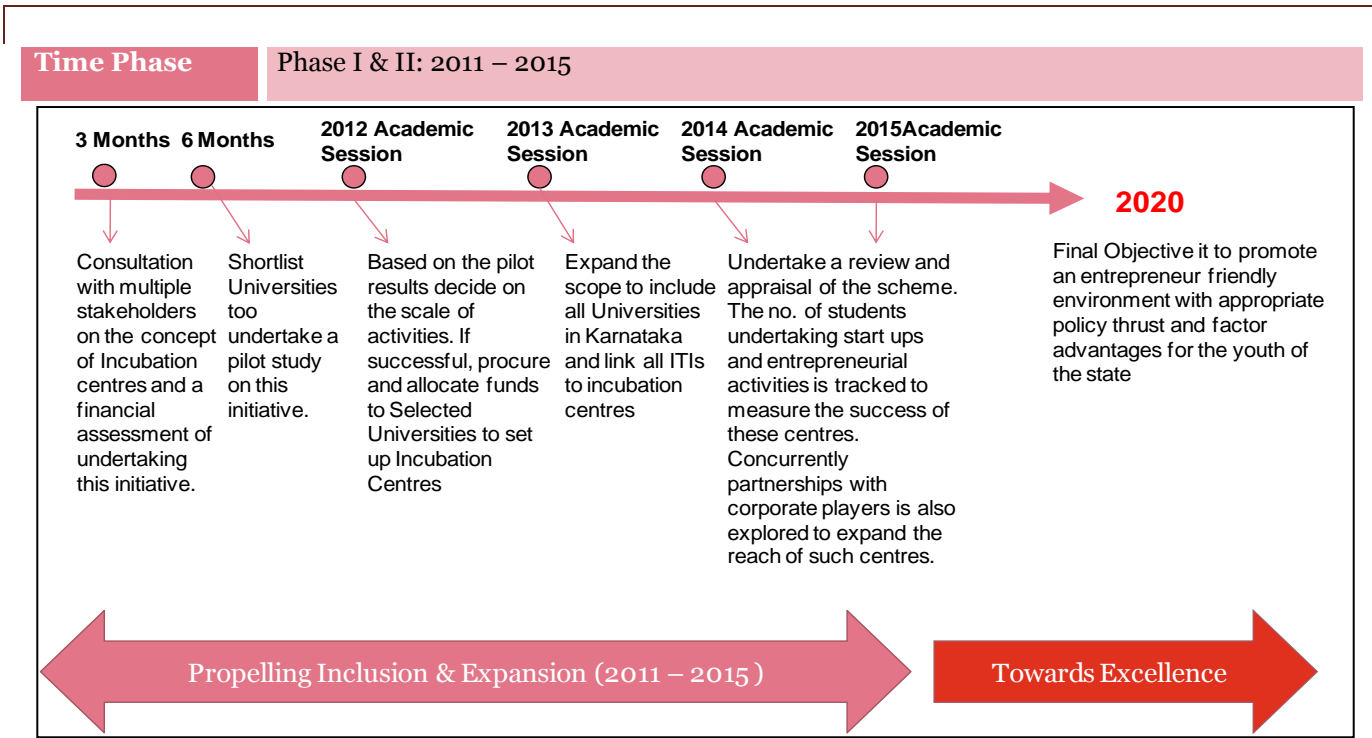 Time Phase
Phase I & II: 2011 – 2015
3 Months
6 Months
2012 Academic
Session
2013 Academic
Session
2014 Academic
Session
2015Academic
Session
2020
Consultation
with multiple
stakeholders
on the concept
of Incubation
centres and a
financial
assessment of
undertaking
this initiative.
Shortlist
Universities
too
undertake a
pilot study
on this
initiative.
Based on the pilot
results decide on
the scale of
activities. If
successful, procure
and allocate funds
to Selected
Universities to set
up Incubation
Centres
Expand the
scope to include
all Universities
in Karnataka
and link all ITIs
to incubation
centres
Undertake a review and
appraisal of the scheme.
The no. of students
undertaking start ups
and entrepreneurial
activities is tracked to
measure the success of
these centres.
Concurrently
partnerships with
corporate players is also
explored to expand the
reach of such centres.
Final Objective it to promote
an entrepreneur friendly
environment with appropriate
policy thrust and factor
advantages for the youth of
the state
Propelling Inclusion & Expansion (2011 – 2015 )
Towards Excellence